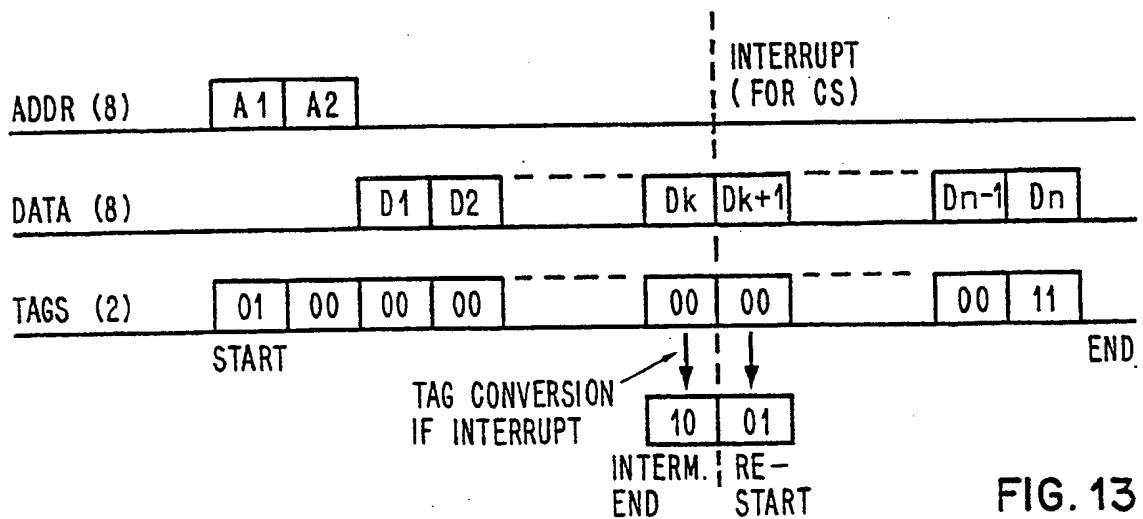 INTERRUPT
(FOR CS)
ADDR (8) A1 A2
DATA (8) D1 D2 Dk Dk+1 Dn-1 Dn
TAGS (2) 01 00 00 00 00 00 00 11
START END
TAG CONVERSION
IF INTERRUPT
10 01
INTERM. RE-
END START
FIG. 13